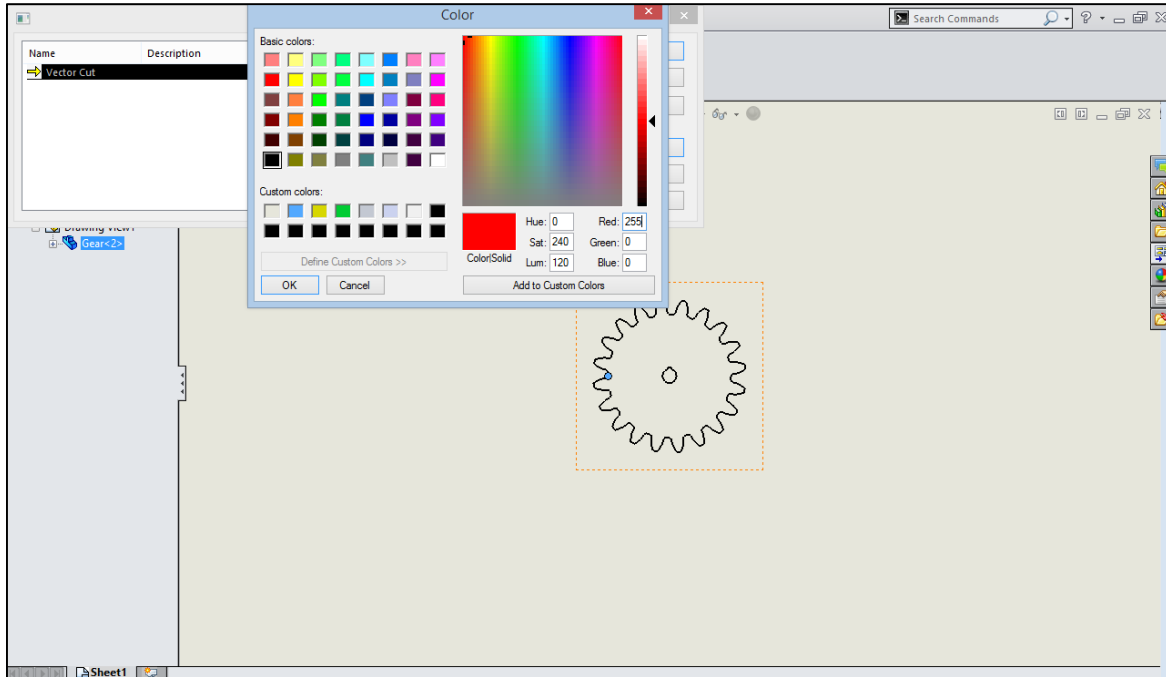 Color
Search Commands
Name Description
Vector Cut
Basic colors:
Custom colors:
Define Custom Colors >>
OK Cancel
Color|Solid
Hue: 0 Red: 255
Sat: 240 Green: 0
Lum: 120 Blue: 0
Add to Custom Colors
Drawing View1
Gear<2>
Sheet1